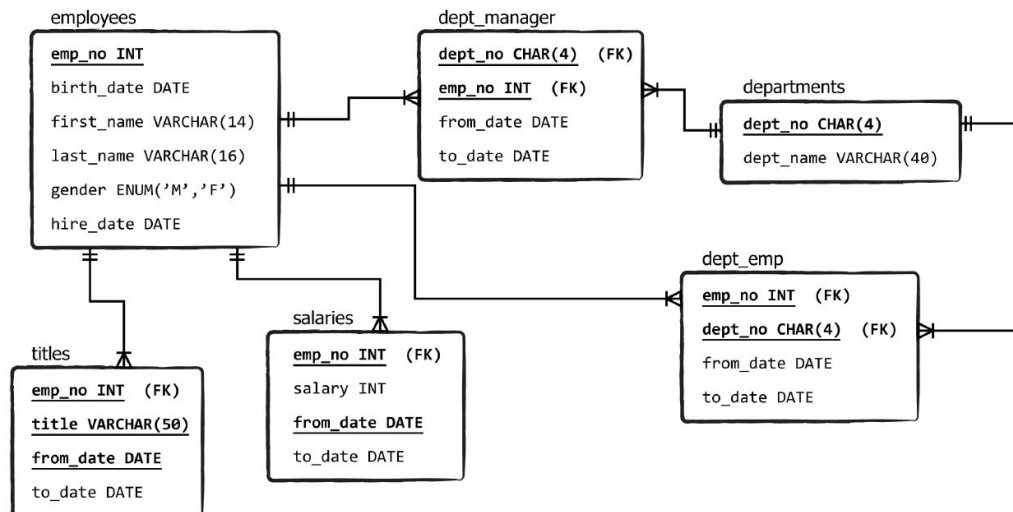 employees
emp_no INT
birth_date DATE
first_name VARCHAR(14)
last_name VARCHAR(16)
gender ENUM(’M’,’F’)
hire_date DATE
dept_manager
dept_no CHAR(4) (FK)
emp_no INT (FK)
from_date DATE
to_date DATE
departments
dept_no CHAR(4)
dept_name VARCHAR(40)
dept_emp
emp_no INT (FK)
dept_no CHAR(4) (FK)
from_date DATE
to_date DATE
salaries
emp_no INT (FK)
salary INT
from_date DATE
to_date DATE
titles
emp_no INT (FK)
title VARCHAR(50)
from_date DATE
to_date DATE